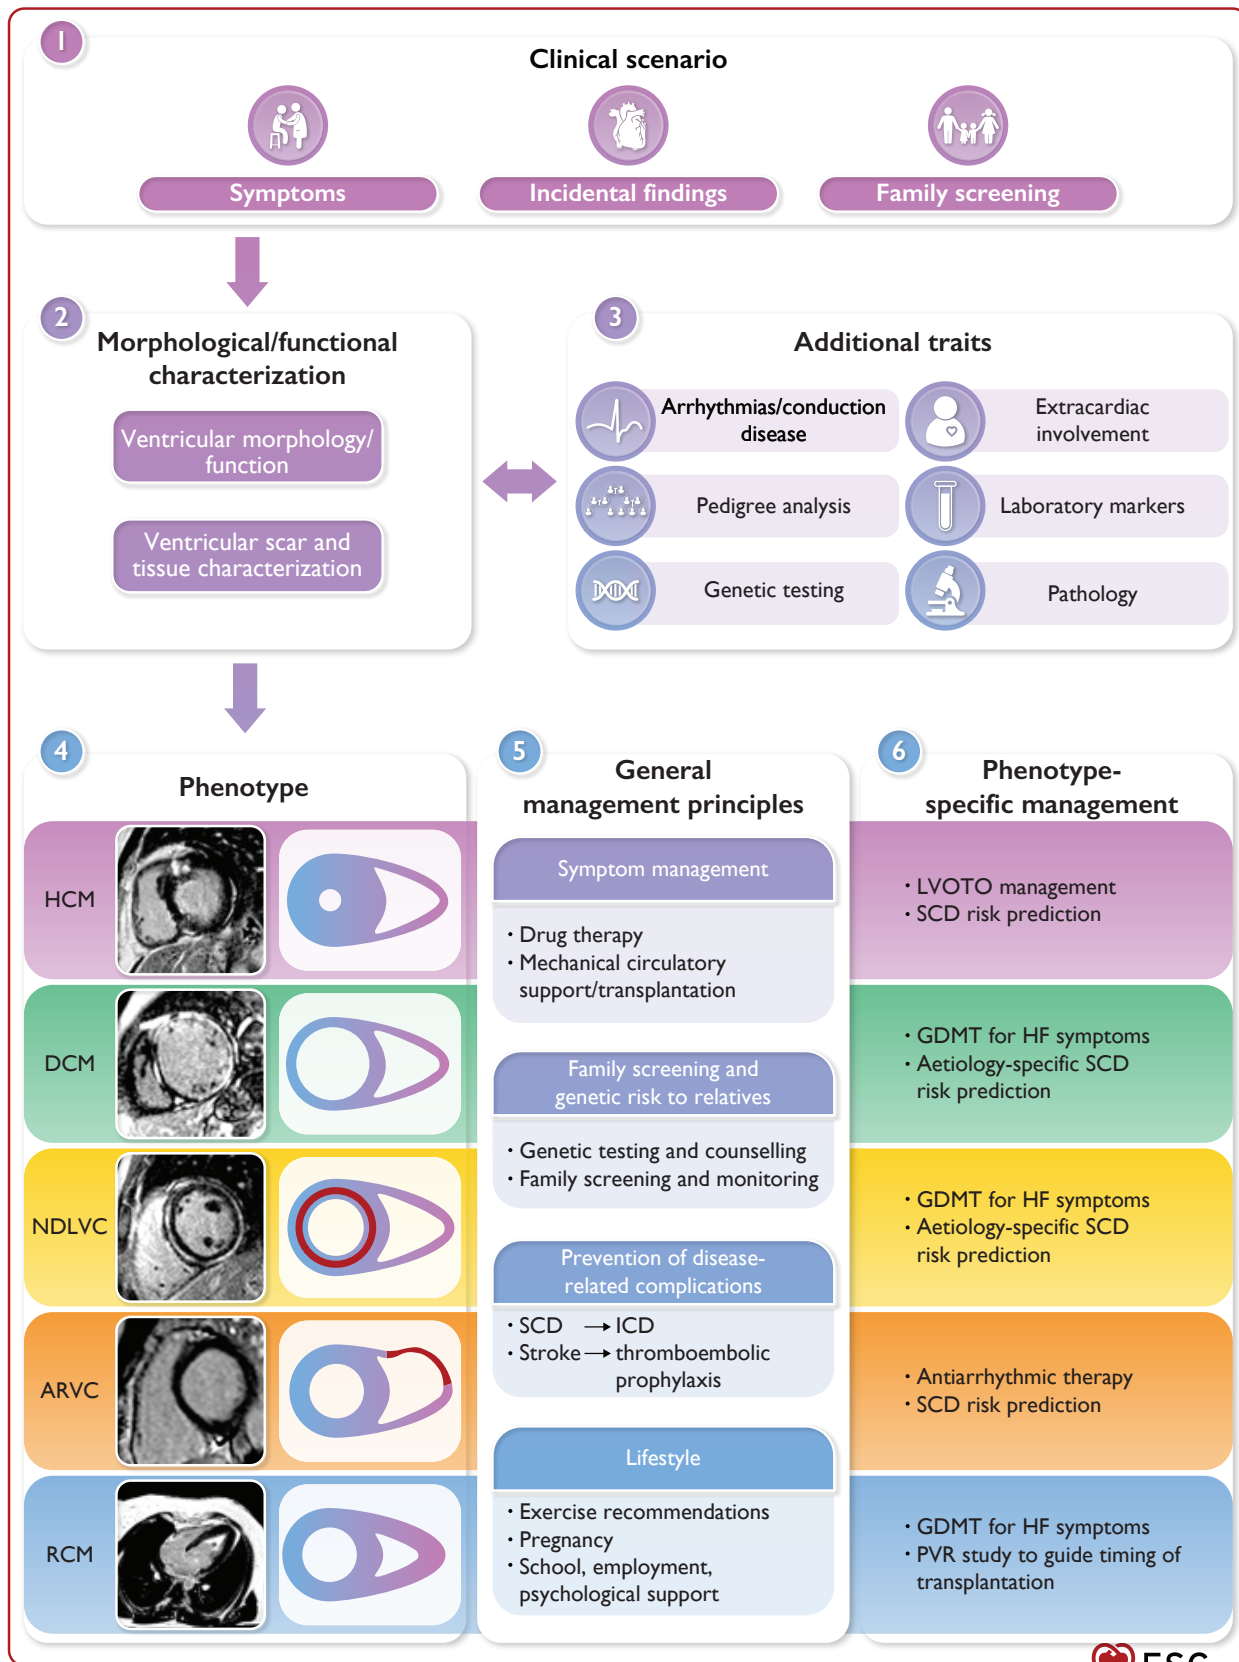 1
Clinical scenario
Symptoms
Incidental findings
Family screening
2
Morphological/functional
characterization
Ventricular morphology/
function
Ventricular scar and
tissue characterization
3
Additional traits
Arrhythmias/conduction
disease
Extracardiac
involvement
Pedigree analysis
Laboratory markers
Genetic testing
Pathology
4
Phenotype
HCM
DCM
NDLVC
ARVC
RCM
5
General
management principles
Symptom management
· Drug therapy
· Mechanical circulatory
support/transplantation
Family screening and
genetic risk to relatives
· Genetic testing and counselling
· Family screening and monitoring
Prevention of disease-
related complications
· SCD → ICD
· Stroke → thromboembolic
prophylaxis
Lifestyle
· Exercise recommendations
· Pregnancy
· School, employment,
psychological support
6
Phenotype-
specific management
· LVOTO management
· SCD risk prediction
· GDMT for HF symptoms
· Aetiology-specific SCD
risk prediction
· GDMT for HF symptoms
· Aetiology-specific SCD
risk prediction
· Antiarrhythmic therapy
· SCD risk prediction
· GDMT for HF symptoms
· PVR study to guide timing of
transplantation
ESC